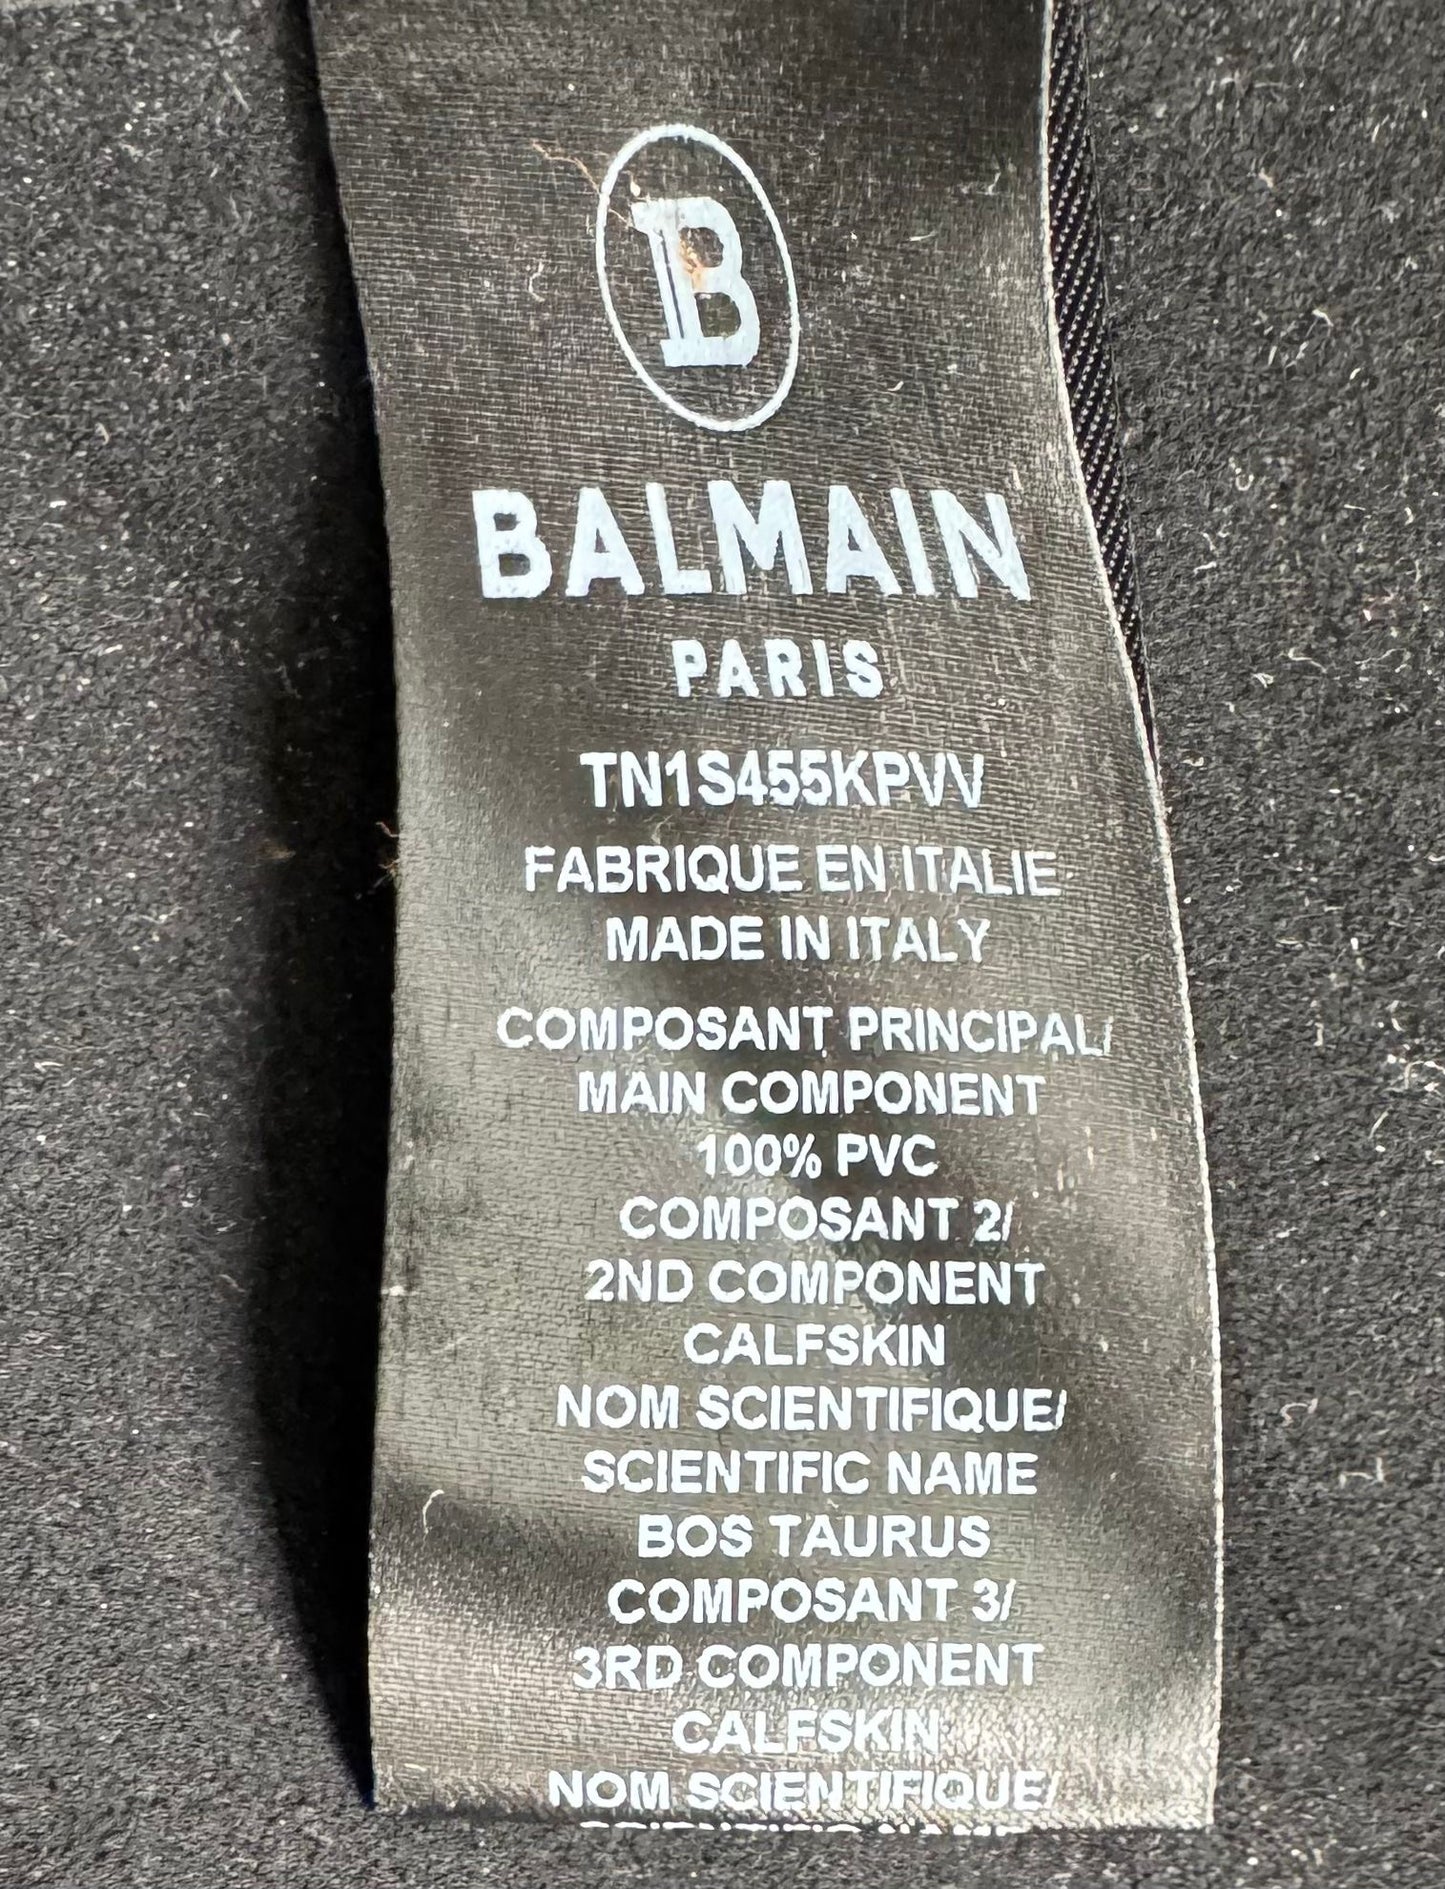 B
BALMAIN
PARIS
TN1S455KPVV
FABRIQUE EN ITALIE
MADE IN ITALY
COMPOSANT PRINCIPAL/
MAIN COMPONENT
100% PVC
COMPOSANT 2/
2ND COMPONENT
CALFSKIN
NOM SCIENTIFIQUE/
SCIENTIFIC NAME
BOS TAURUS
COMPOSANT 3/
3RD COMPONENT
CALFSKIN
NOM SCIENTIFIQUE/